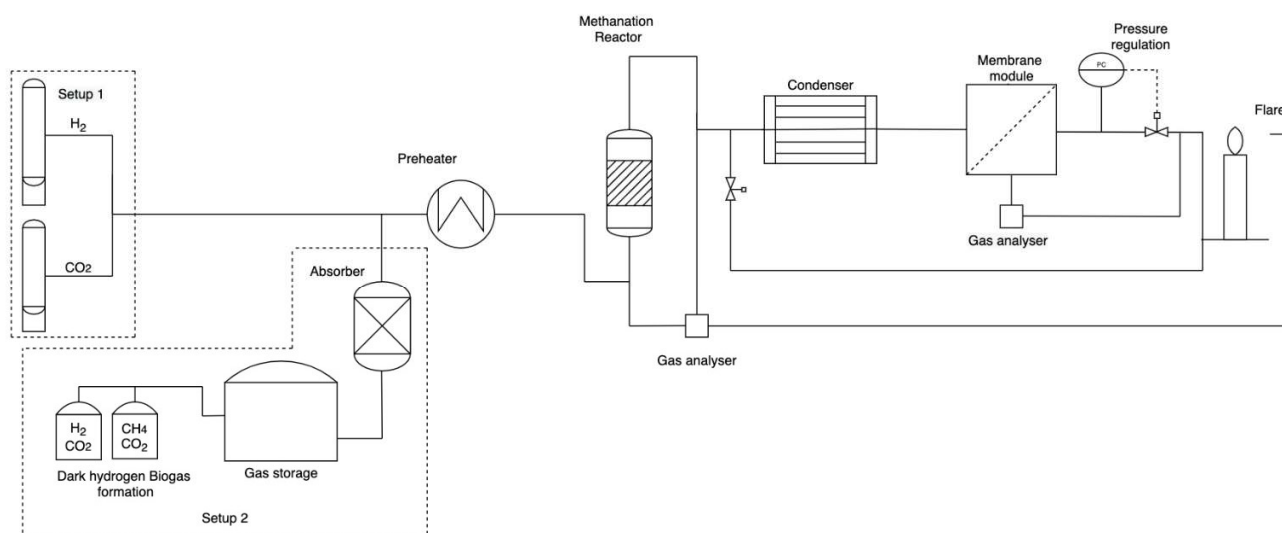 Setup 1
H2
CO2
Preheater
Methanation
Reactor
Condenser
Membrane
module
Pressure
regulation
PC
Flare
Gas analyser
Gas analyser
Absorber
H2
CO2
CH4
CO2
Dark hydrogen Biogas
formation
Gas storage
Setup 2